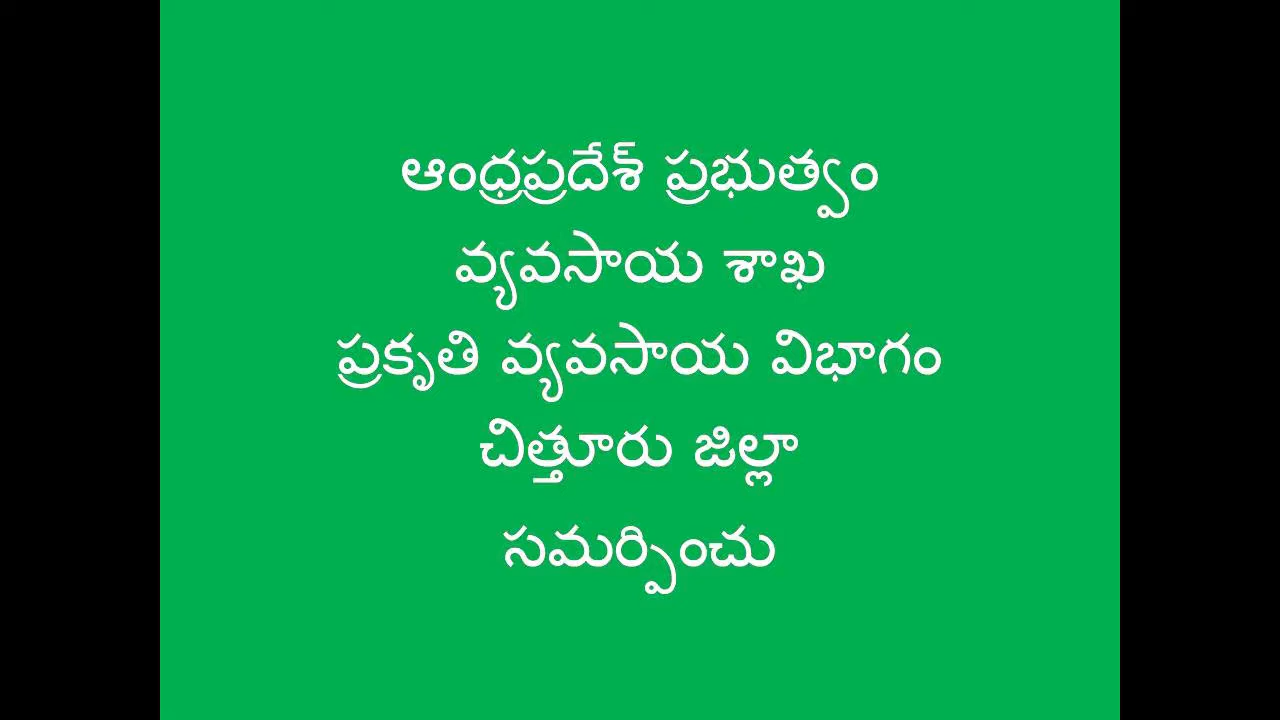 ఆంధ్రప్రదేశ్ ప్రభుత్వం
వ్యవసాయ శాఖ
ప్రకృతి వ్యవసాయ విభాగం
చిత్తూరు జిల్లా
సమర్పించు